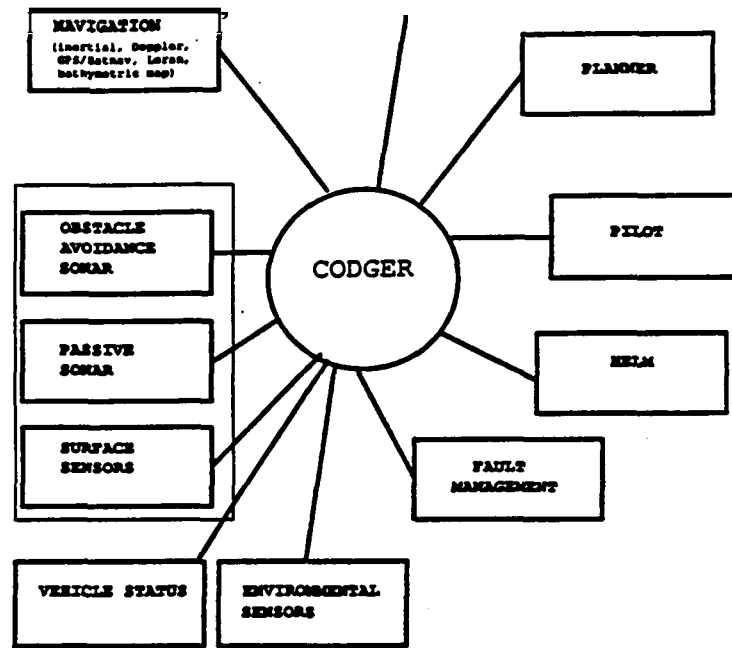 NAVIGATION
(inertial, Doppler,
GPS/Satnav, Loran,
bathymetric map)
PLANNER
OBSTACLE
AVOIDANCE
SONAR
CODGER
PILOT
PASSIVE
SONAR
HELM
SURFACE
SENSORS
FAULT
MANAGEMENT
VEHICLE STATUS
ENVIRONMENTAL
SENSORS